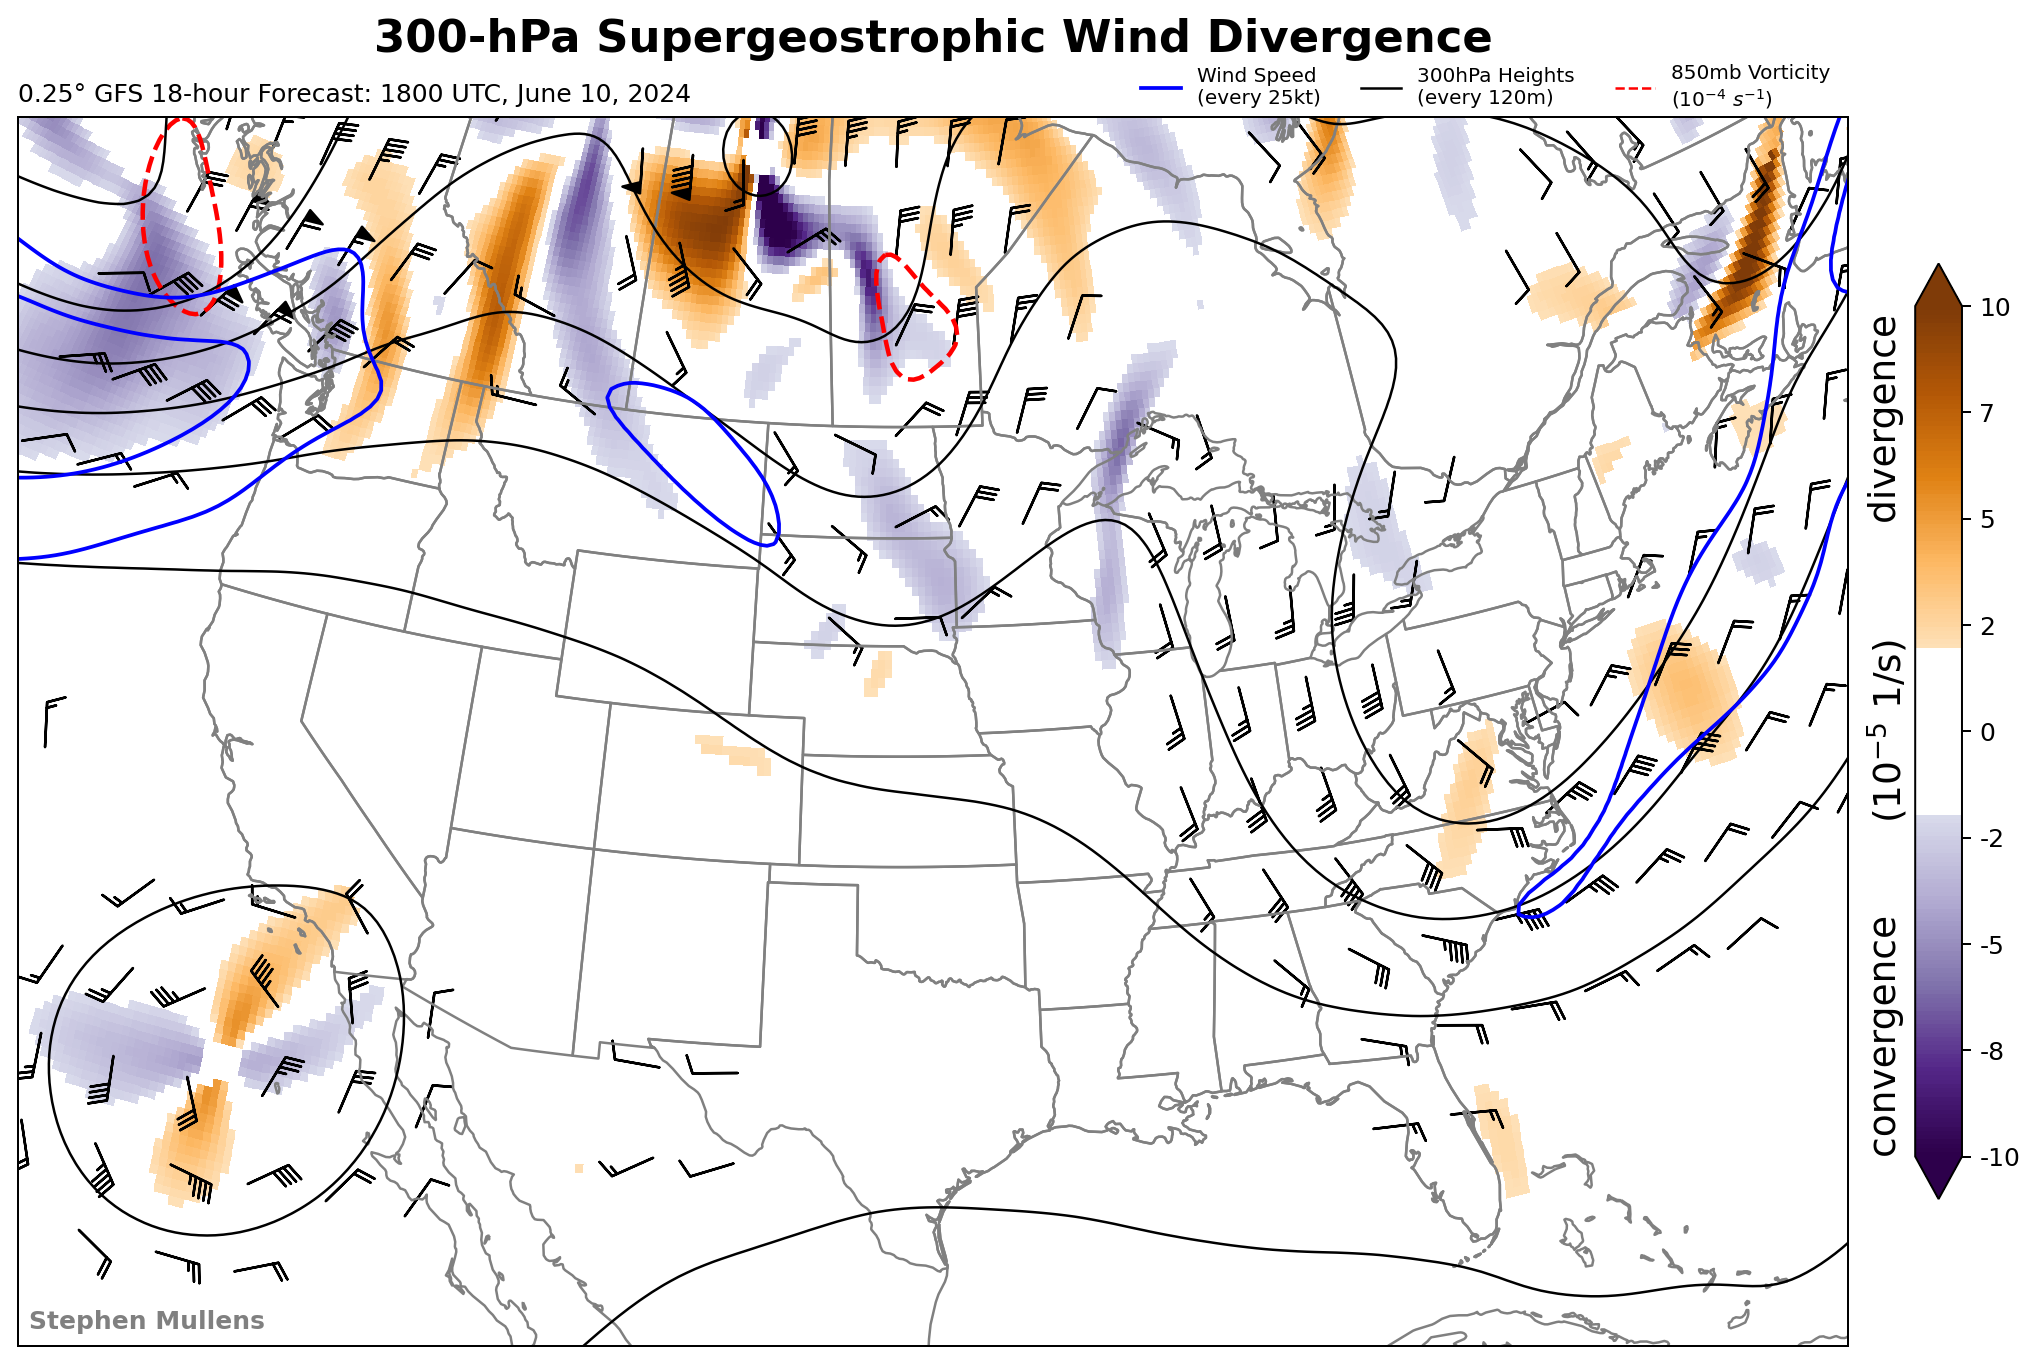 300-hPa Supergeostrophic Wind Divergence
0.25° GFS 18-hour Forecast: 1800 UTC, June 10, 2024
Wind Speed
(every 25kt)
300hPa Heights
(every 120m)
850mb Vorticity
(10⁻⁴ s⁻¹)
10
7
5
2
0
-2
-5
-8
-10
convergence (10⁻⁵ 1/s) divergence
Stephen Mullens